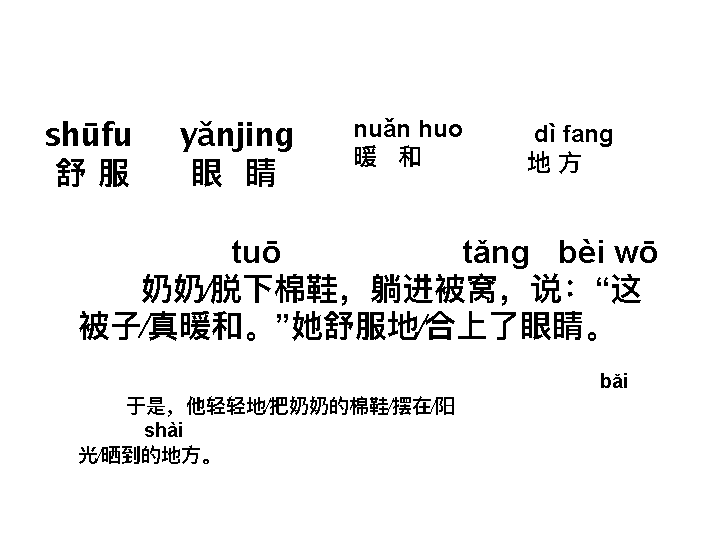 shūfu yǎnjing nuǎn huo dì fang
舒 服 眼 睛 暖 和 地 方
tuō tǎng bèi wō
奶奶∕脱下棉鞋，躺进被窝，说：“这
被子∕真暖和。”她舒服地∕合上了眼睛。
bǎi
于是，他轻轻地∕把奶奶的棉鞋∕摆在∕阳
shài
光∕晒到的地方。